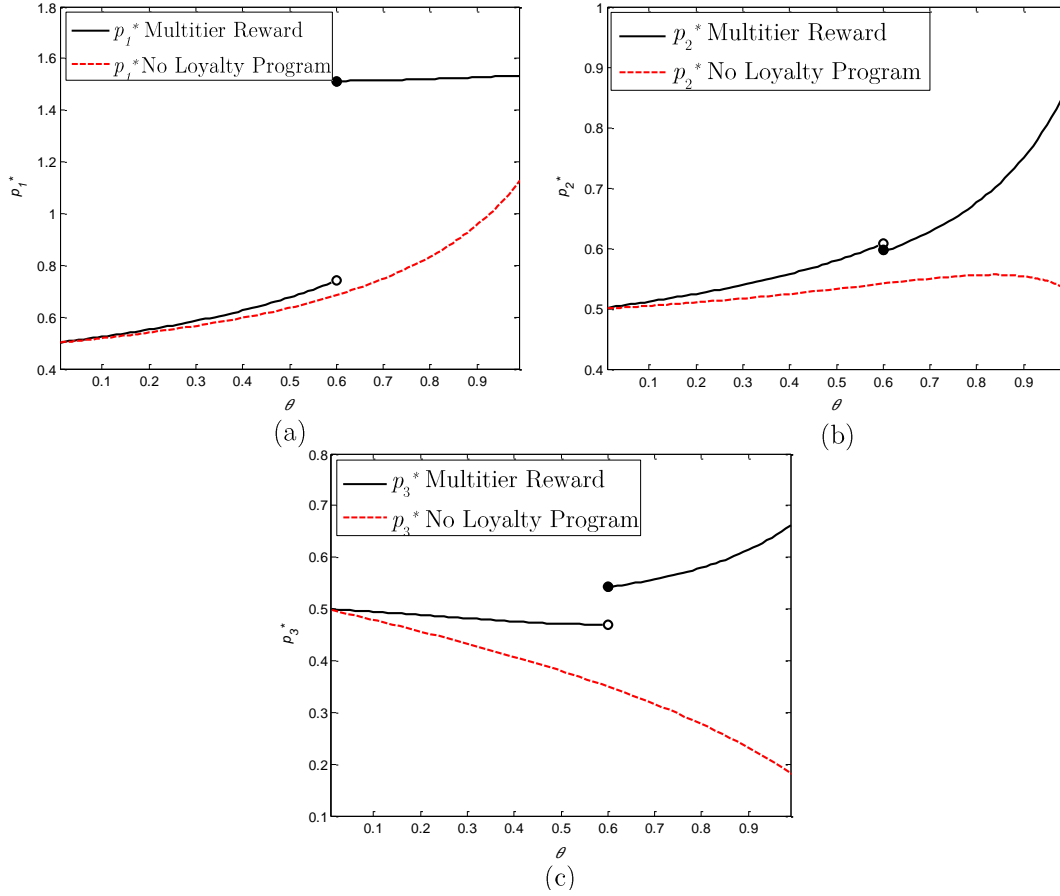 p1* Multitier Reward
p1* No Loyalty Program
1.8
1.6
1.4
1.2
1
0.8
0.6
0.4
p1*
0.1 0.2 0.3 0.4 0.5 0.6 0.7 0.8 0.9
θ
(a)
p2* Multitier Reward
p2* No Loyalty Program
1
0.9
0.8
0.7
0.6
0.5
0.4
p2*
0.1 0.2 0.3 0.4 0.5 0.6 0.7 0.8 0.9
θ
(b)
p3* Multitier Reward
p3* No Loyalty Program
0.8
0.7
0.6
0.5
0.4
0.3
0.2
0.1
p3*
0.1 0.2 0.3 0.4 0.5 0.6 0.7 0.8 0.9
θ
(c)